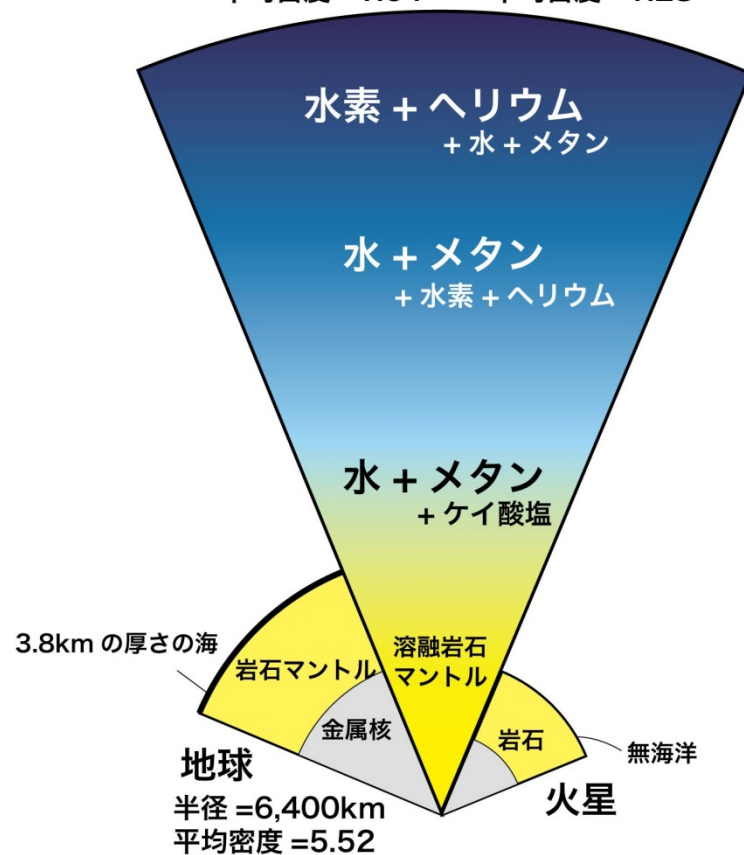 水素 + ヘリウム
+ 水 + メタン
水 + メタン
+ 水素 + ヘリウム
水 + メタン
+ ケイ酸塩
3.8km の厚さの海
岩石マントル
溶融岩石
マントル
金属核
岩石
無海洋
地球
火星
半径 =6,400km
平均密度 =5.52